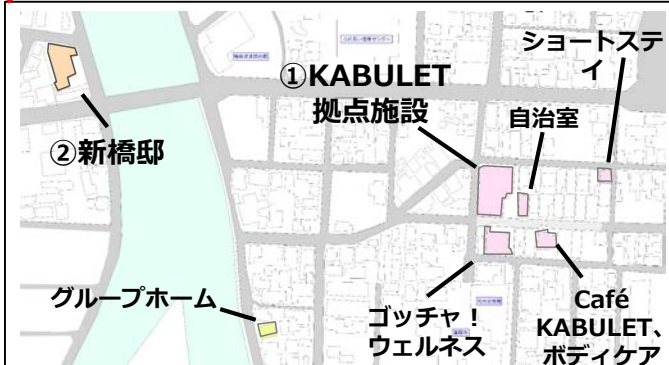 ショートステ
イ
①KABULET
拠点施設
自治室
②新橋邸
グループホーム
ゴッチャ！
ウェルネス
Café
KABULET、
ボディケア